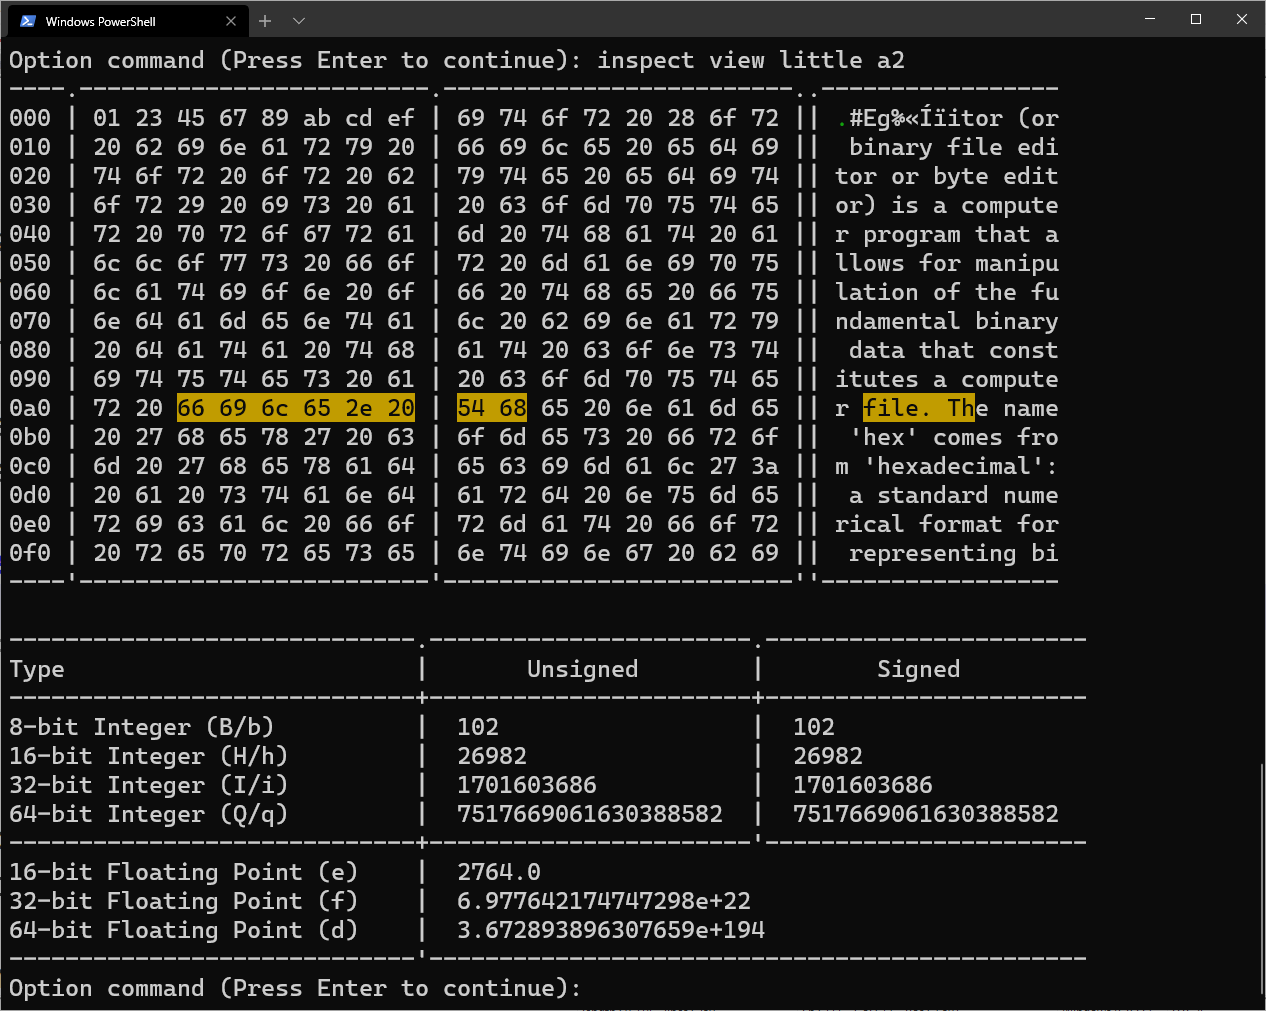 Windows PowerShell
Option command (Press Enter to continue): inspect view little a2
----.-------------------------.-------------------------..-----------------
000 | 01 23 45 67 89 ab cd ef | 69 74 6f 72 20 28 6f 72 || .#Eg‰«Íïitor (or
010 | 20 62 69 6e 61 72 79 20 | 66 69 6c 65 20 65 64 69 ||  binary file edi
020 | 74 6f 72 20 6f 72 20 62 | 79 74 65 20 65 64 69 74 || tor or byte edit
030 | 6f 72 29 20 69 73 20 61 | 20 63 6f 6d 70 75 74 65 || or) is a compute
040 | 72 20 70 72 6f 67 72 61 | 6d 20 74 68 61 74 20 61 || r program that a
050 | 6c 6c 6f 77 73 20 66 6f | 72 20 6d 61 6e 69 70 75 || llows for manipu
060 | 6c 61 74 69 6f 6e 20 6f | 66 20 74 68 65 20 66 75 || lation of the fu
070 | 6e 64 61 6d 65 6e 74 61 | 6c 20 62 69 6e 61 72 79 || ndamental binary
080 | 20 64 61 74 61 20 74 68 | 61 74 20 63 6f 6e 73 74 ||  data that const
090 | 69 74 75 74 65 73 20 61 | 20 63 6f 6d 70 75 74 65 || itutes a compute
0a0 | 72 20 66 69 6c 65 2e 20 | 54 68 65 20 6e 61 6d 65 || r file. The name
0b0 | 20 27 68 65 78 27 20 63 | 6f 6d 65 73 20 66 72 6f ||  'hex' comes fro
0c0 | 6d 20 27 68 65 78 61 64 | 65 63 69 6d 61 6c 27 3a || m 'hexadecimal':
0d0 | 20 61 20 73 74 61 6e 64 | 61 72 64 20 6e 75 6d 65 ||  a standard nume
0e0 | 72 69 63 61 6c 20 66 6f | 72 6d 61 74 20 66 6f 72 || rical format for
0f0 | 20 72 65 70 72 65 73 65 | 6e 74 69 6e 67 20 62 69 ||  representing bi
----'-------------------------'-------------------------''-----------------
-----------------------------.-----------------------.-----------------------
Type                         |       Unsigned        |        Signed
-----------------------------+-----------------------+-----------------------
8-bit Integer (B/b)          |  102                  |  102
16-bit Integer (H/h)         |  26982                |  26982
32-bit Integer (I/i)         |  1701603686           |  1701603686
64-bit Integer (Q/q)         |  7517669061630388582  |  7517669061630388582
-----------------------------+-----------------------'-----------------------
16-bit Floating Point (e)    |  2764.0
32-bit Floating Point (f)    |  6.977642174747298e+22
64-bit Floating Point (d)    |  3.672893896307659e+194
-----------------------------'-----------------------------------------------
Option command (Press Enter to continue):